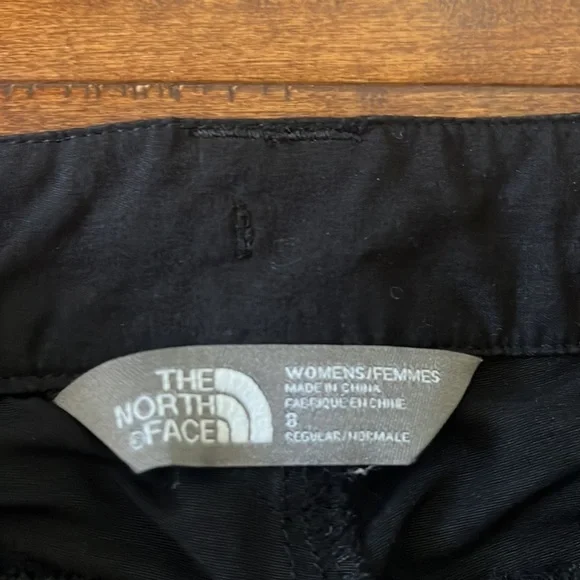 THE
NORTH
FACE
WOMENS/FEMMES
MADE IN CHINA
FABRIQUE EN CHINE
8
REGULAR/NORMALE